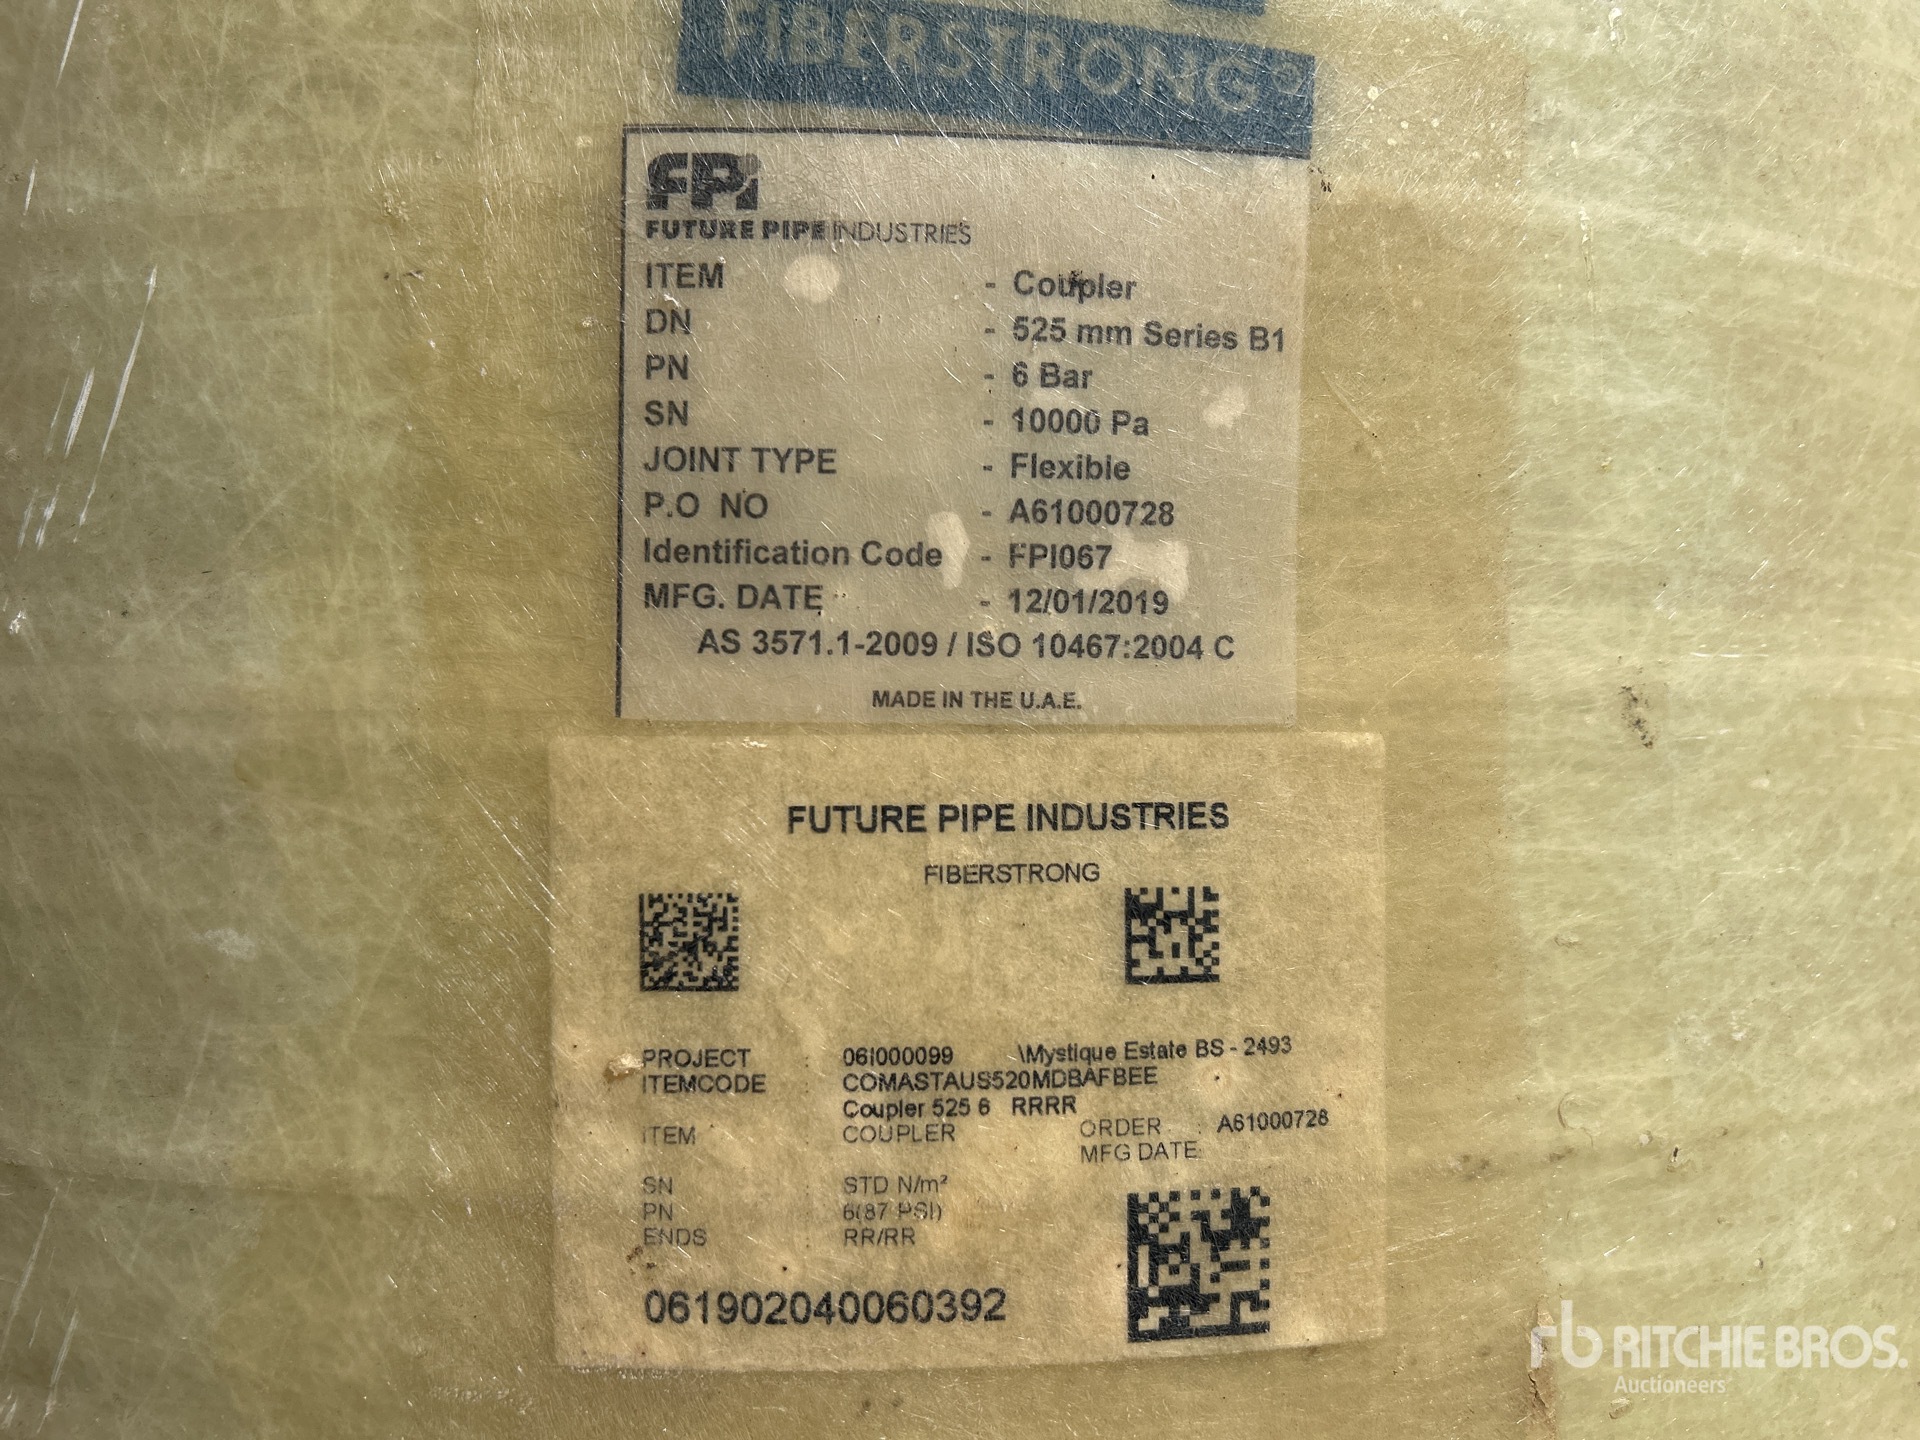 FIBERSTRONG®
FPI
FUTURE PIPE INDUSTRIES
ITEM - Coupler
DN - 525 mm Series B1
PN - 6 Bar
SN - 10000 Pa
JOINT TYPE - Flexible
P.O NO - A61000728
Identification Code - FPI067
MFG. DATE - 12/01/2019
AS 3571.1-2009 / ISO 10467:2004 C
MADE IN THE U.A.E.
FUTURE PIPE INDUSTRIES
FIBERSTRONG
PROJECT : 06I000099 \Mystique Estate BS - 2493
ITEMCODE : COMASTAUS520MDBAFBEE
Coupler 525 6 RRRR
ITEM : COUPLER ORDER : A61000728
MFG DATE:
SN : STD N/m²
PN : 6(87 PSI)
ENDS : RR/RR
061902040060392
rb RITCHIE BROS.
Auctioneers